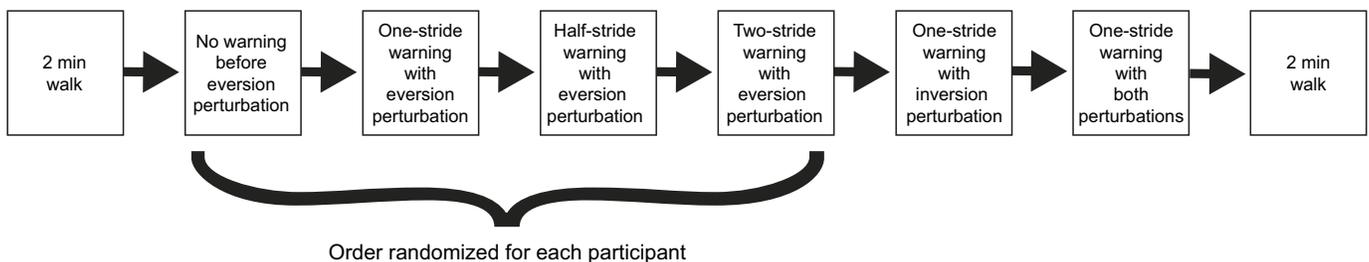 2 min
walk
No warning
before
eversion
perturbation
One-stride
warning
with
eversion
perturbation
Half-stride
warning
with
eversion
perturbation
Two-stride
warning
with
eversion
perturbation
One-stride
warning
with
inversion
perturbation
One-stride
warning
with
both
perturbations
2 min
walk
Order randomized for each participant